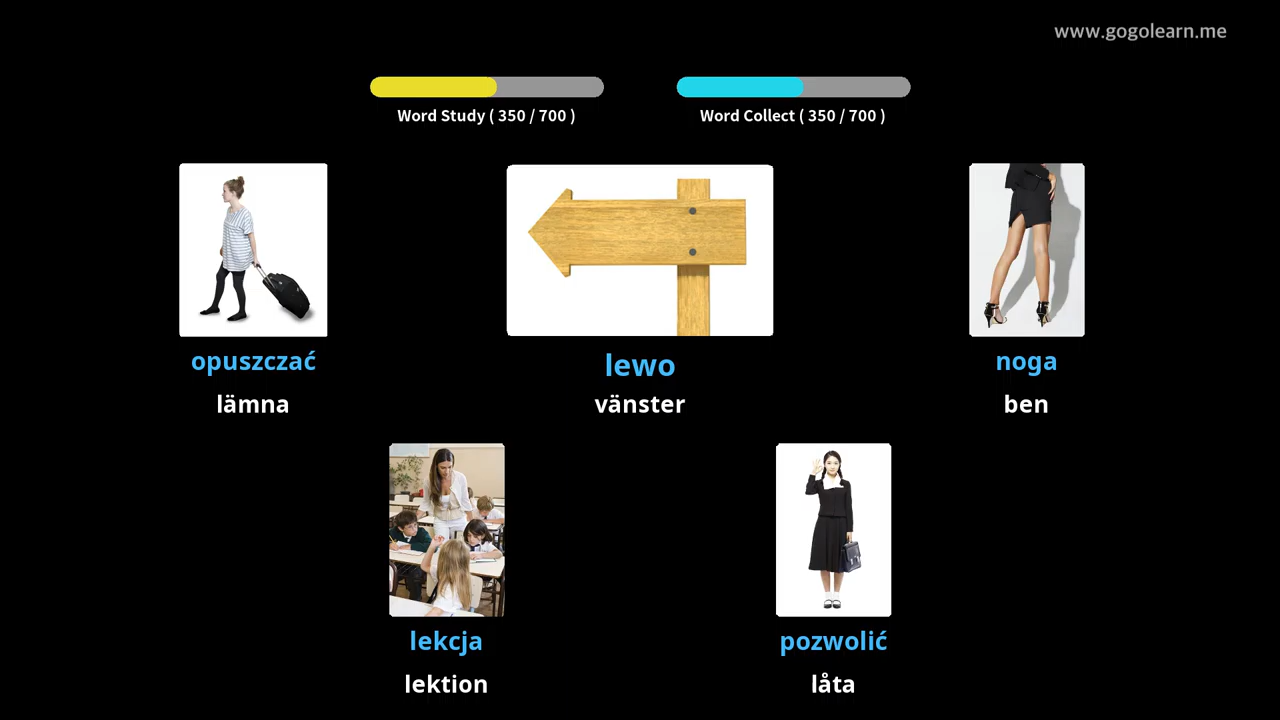 www.gogolearn.me
Word Study ( 350 / 700 )
Word Collect ( 350 / 700 )
opuszczać
lewo
noga
lämna
vänster
ben
lekcja
pozwolić
lektion
låta